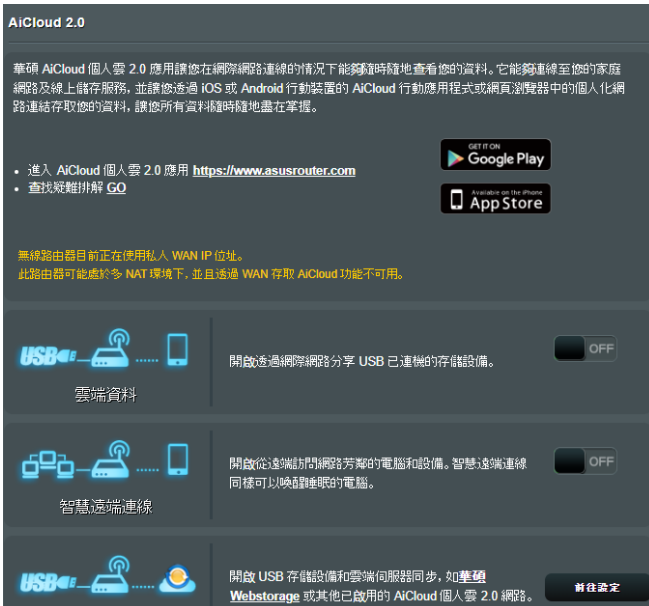 AiCloud 2.0
華碩 AiCloud 個人雲 2.0 應用讓您在網際網路連線的情況下能夠隨時隨地查看您的資料。它能夠連線至您的家庭
網路及線上儲存服務, 並讓您透過 iOS 或 Android 行動裝置的 AiCloud 行動應用程式或網頁瀏覽器中的個人化網
路連結存取您的資料, 讓您所有資料隨時隨地盡在掌握。
GET IT ON
Google Play
進入 AiCloud 個人雲 2.0 應用 https://www.asusrouter.com
查找疑難排解 GO
Available on the iPhone
App Store
無線路由器目前正在使用私人 WAN IP 位址。
此路由器可能處於多 NAT 環境下, 並且透過 WAN 存取 AiCloud 功能不可用。
USB
雲端資料
開啟透過網際網路分享 USB 已連機的存儲設備。
OFF
智慧遠端連線
開啟從遠端訪問網路芳鄰的電腦和設備。智慧遠端連線
同樣可以喚醒睡眠的電腦。
OFF
USB
開啟 USB 存儲設備和雲端伺服器同步, 如華碩
Webstorage 或其他已啟用的 AiCloud 個人雲 2.0 網路。
前往設定